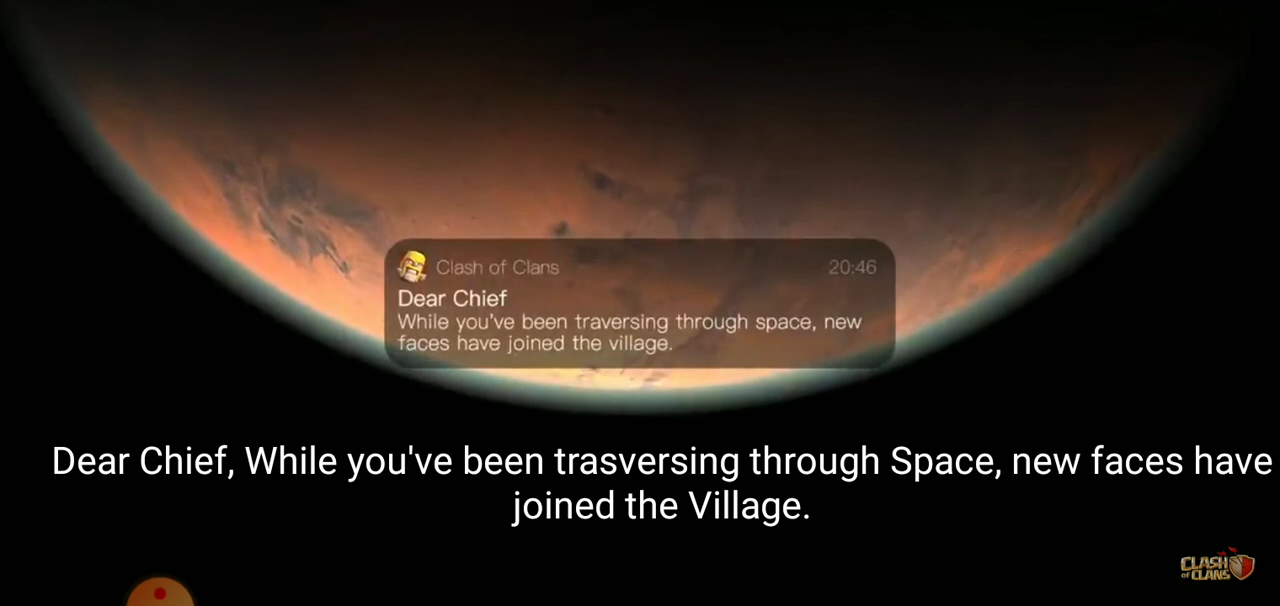 Clash of Clans 20:46
Dear Chief
While you've been traversing through space, new
faces have joined the village.
Dear Chief, While you've been trasversing through Space, new faces have
joined the Village.
CLASH
OF CLANS